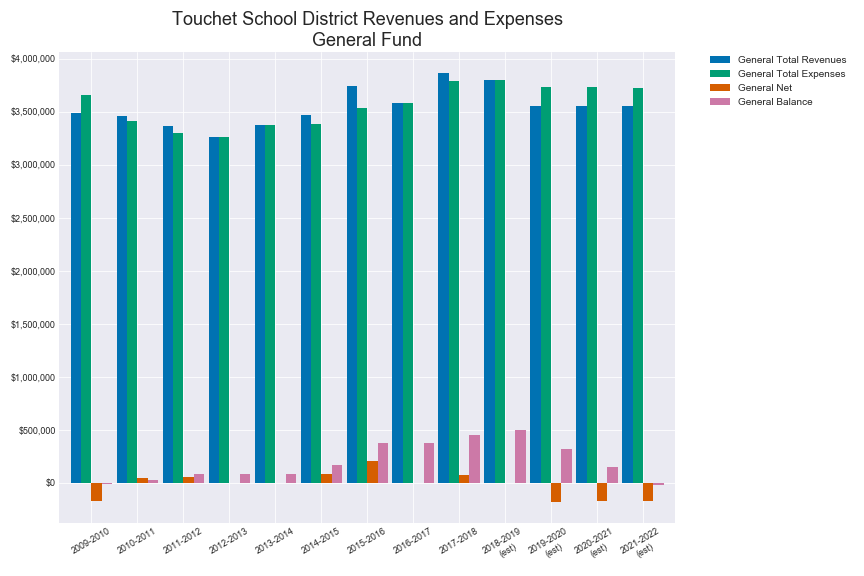 Touchet School District Revenues and Expenses
General Fund
General Total Revenues
General Total Expenses
General Net
General Balance
$4,000,000
$3,500,000
$3,000,000
$2,500,000
$2,000,000
$1,500,000
$1,000,000
$500,000
$0
2009-2010
2010-2011
2011-2012
2012-2013
2013-2014
2014-2015
2015-2016
2016-2017
2017-2018
2018-2019
(est)
2019-2020
(est)
2020-2021
(est)
2021-2022
(est)